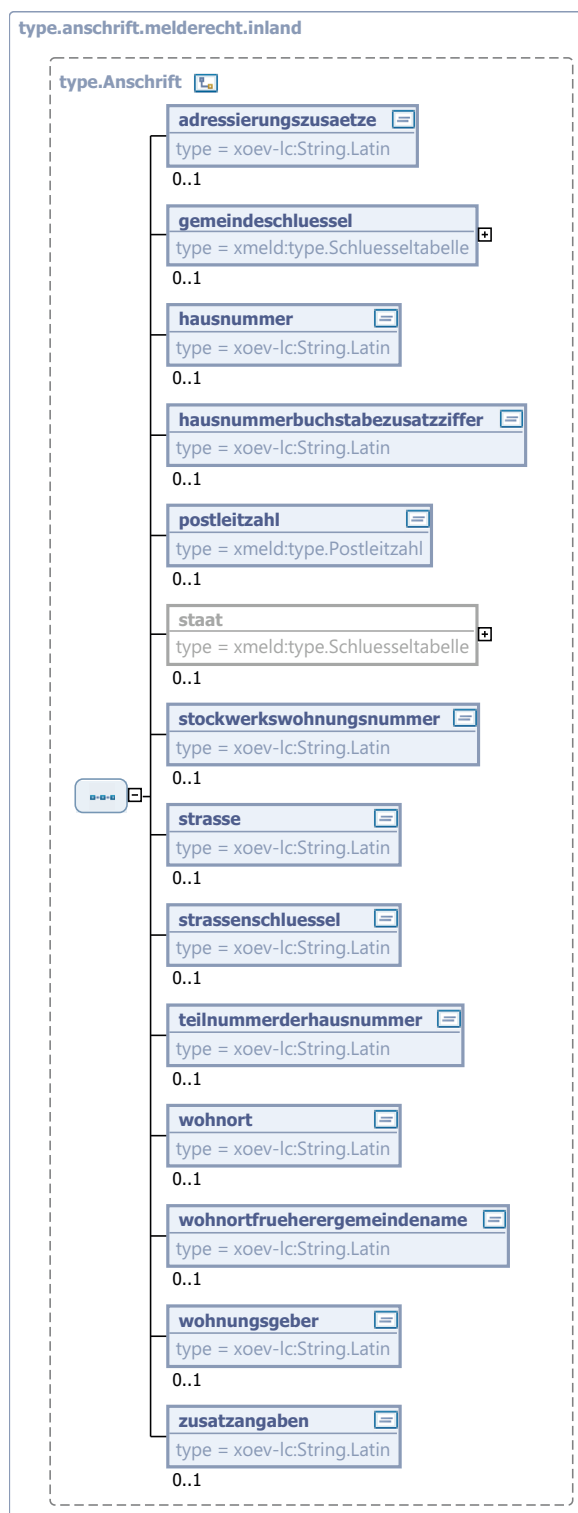 type.anschrift.melderecht.inland
type.Anschrift
adressierungszusaetze
type = xoev-lc:String.Latin
0..1
gemeindeschluessel
type = xmeld:type.Schluesseltabelle
0..1
hausnummer
type = xoev-lc:String.Latin
0..1
hausnummerbuchstabezusatzziffer
type = xoev-lc:String.Latin
0..1
postleitzahl
type = xmeld:type.Postleitzahl
0..1
staat
type = xmeld:type.Schluesseltabelle
0..1
stockwerkswohnungsnummer
type = xoev-lc:String.Latin
0..1
strasse
type = xoev-lc:String.Latin
0..1
strassenschluessel
type = xoev-lc:String.Latin
0..1
teilnummerderhausnummer
type = xoev-lc:String.Latin
0..1
wohnort
type = xoev-lc:String.Latin
0..1
wohnortfrueherergemeindename
type = xoev-lc:String.Latin
0..1
wohnungsgeber
type = xoev-lc:String.Latin
0..1
zusatzangaben
type = xoev-lc:String.Latin
0..1